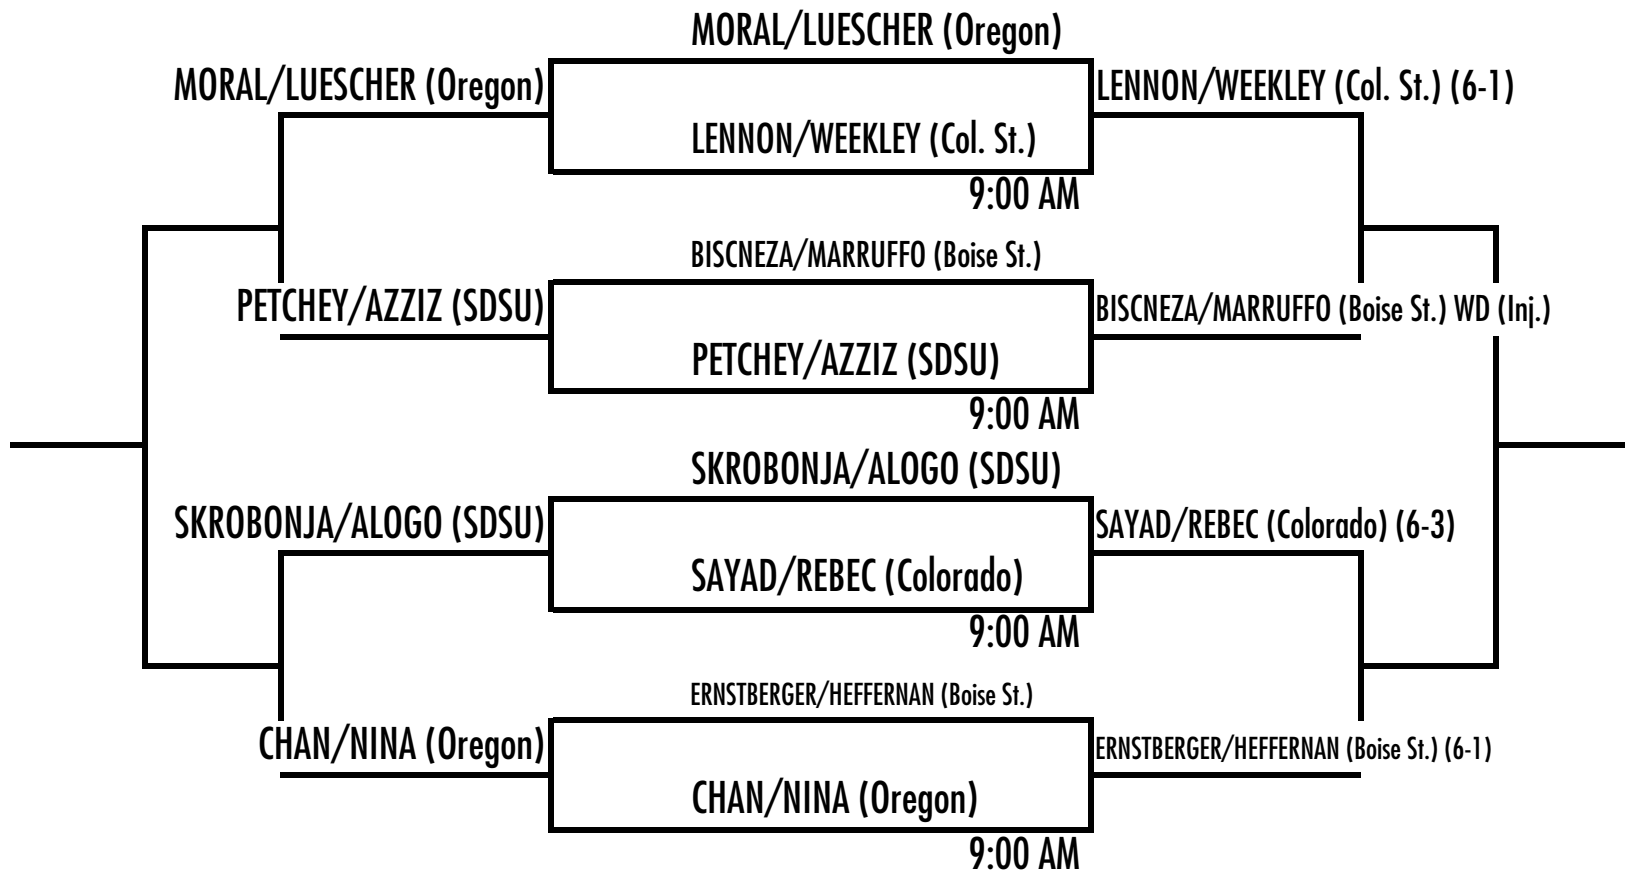 MORAL/LUESCHER (Oregon)
MORAL/LUESCHER (Oregon)
LENNON/WEEKLEY (Col. St.) (6-1)
LENNON/WEEKLEY (Col. St.)
9:00 AM
BISCNEZA/MARRUFFO (Boise St.)
PETCHEY/AZZIZ (SDSU)
BISCNEZA/MARRUFFO (Boise St.) WD (Inj.)
PETCHEY/AZZIZ (SDSU)
9:00 AM
SKROBONJA/ALOGO (SDSU)
SKROBONJA/ALOGO (SDSU)
SAYAD/REBEC (Colorado) (6-3)
SAYAD/REBEC (Colorado)
9:00 AM
ERNSTBERGER/HEFFERNAN (Boise St.)
CHAN/NINA (Oregon)
ERNSTBERGER/HEFFERNAN (Boise St.) (6-1)
CHAN/NINA (Oregon)
9:00 AM